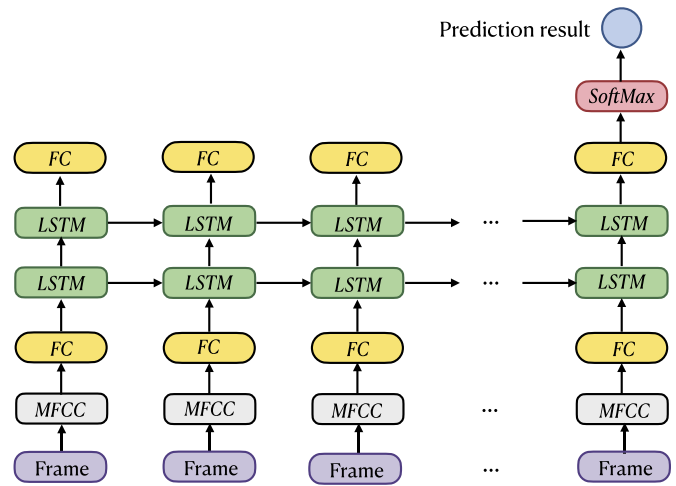 Prediction result
SoftMax
FC FC FC FC
LSTM LSTM LSTM ... LSTM
LSTM LSTM LSTM ... LSTM
FC FC FC FC
MFCC MFCC MFCC ... MFCC
Frame Frame Frame ... Frame